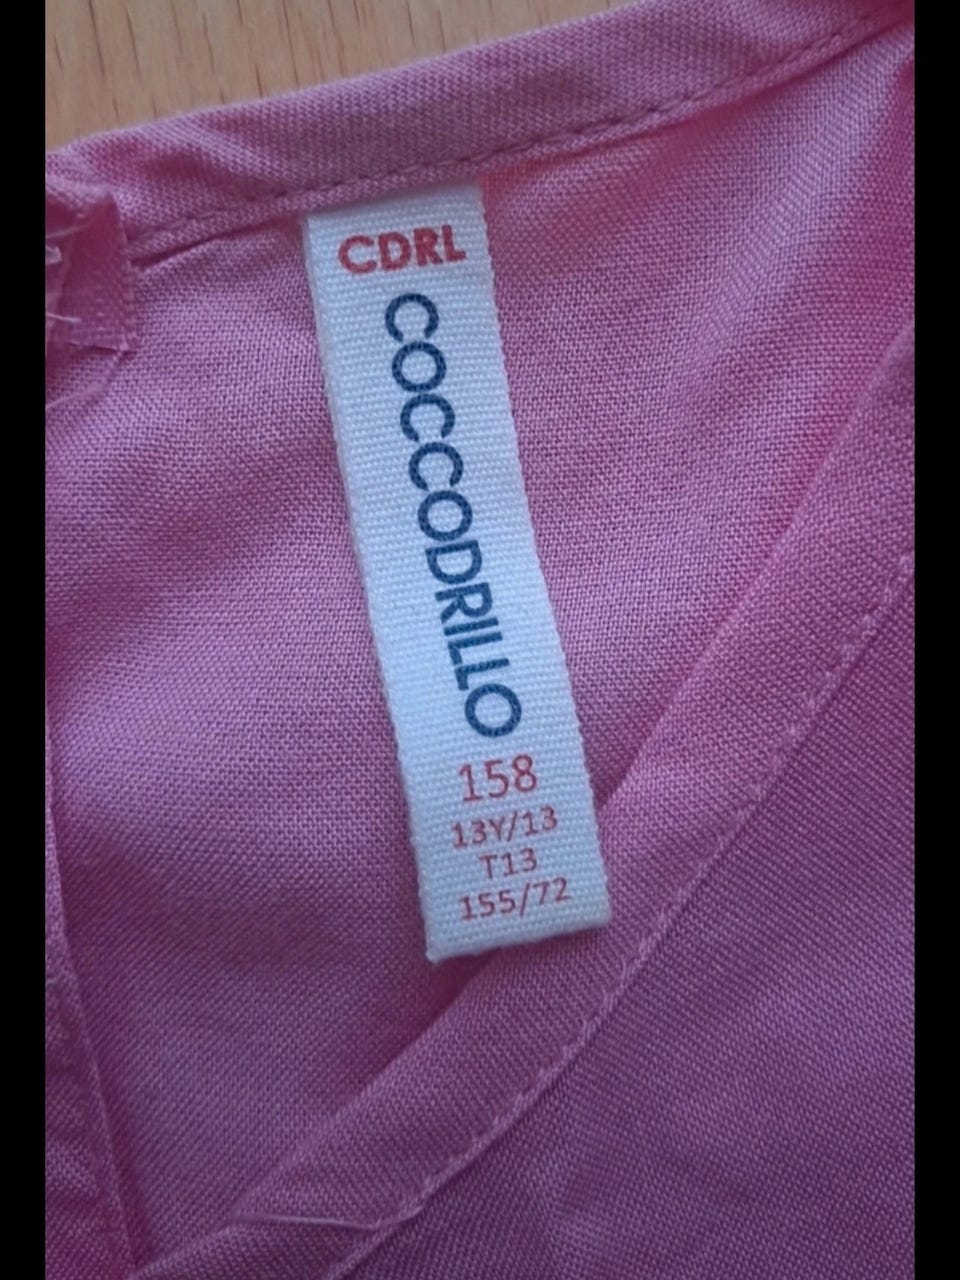 CDRL
COCCODRILLO
158
13Y/13
T13
155/72